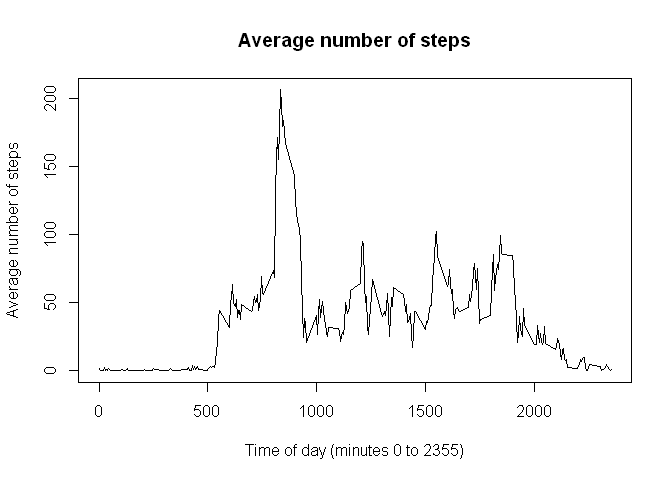 Average number of steps
Average number of steps
200
150
100
50
0
0 500 1000 1500 2000
Time of day (minutes 0 to 2355)